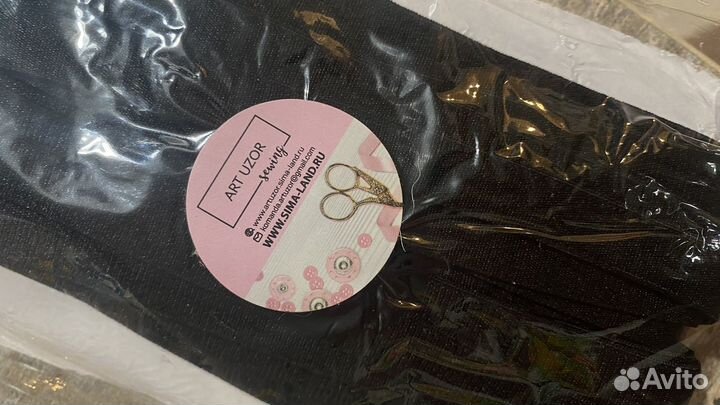 ART UZOR
sewing
www.artuzor.sima-land.ru
komanda.artuzor@gmail.com
WWW.SIMA-LAND.RU
Avito